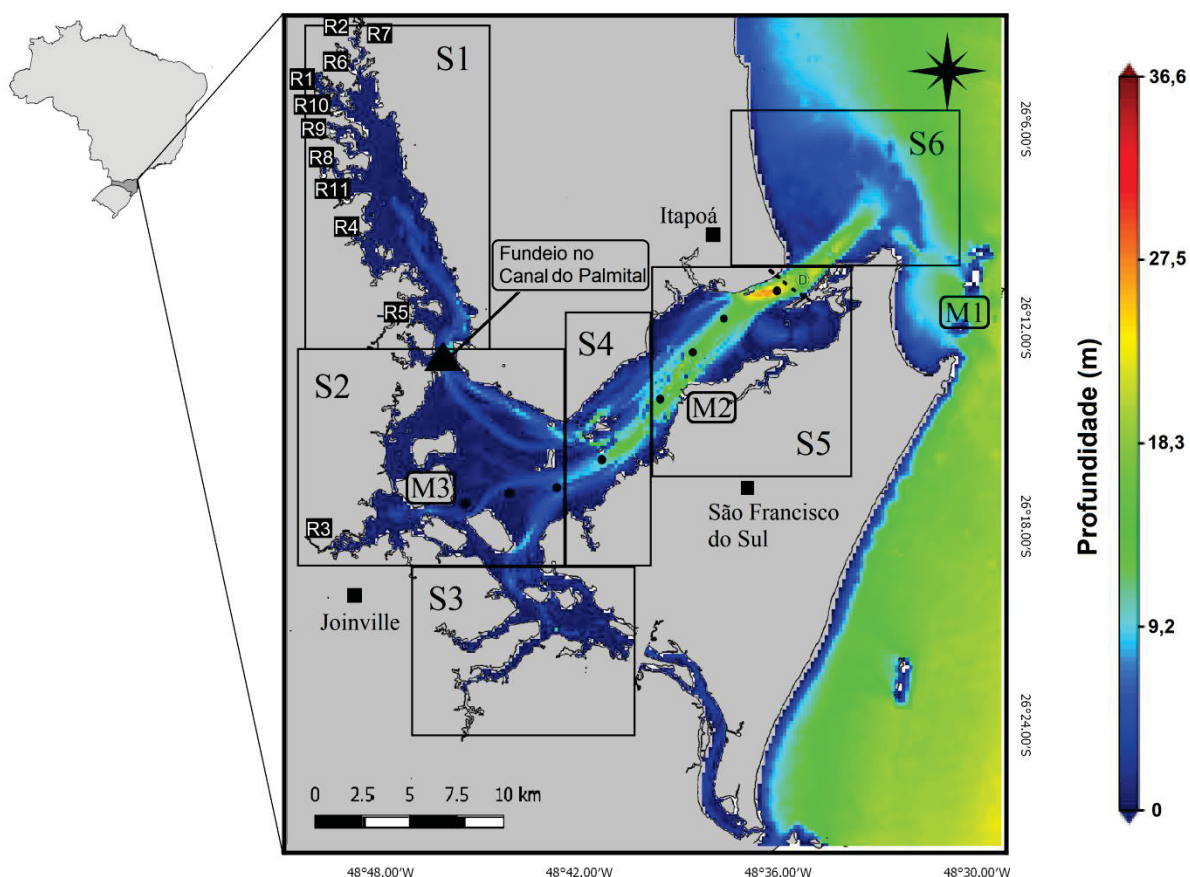 R2
R7
S1
R6
R1
R10
R9
R8
R11
R4
S6
Itapoá
Fundeio no
Canal do Palmital
D
R5
M1
S4
S2
M2
S5
M3
São Francisco
do Sul
R3
S3
Joinville
0 2.5 5 7.5 10 km
48°48.00'W 48°42.00'W 48°36.00'W 48°30.00'W
26°6.00'S
26°12.00'S
26°18.00'S
26°24.00'S
Profundidade (m)
36,6
27,5
18,3
9,2
0